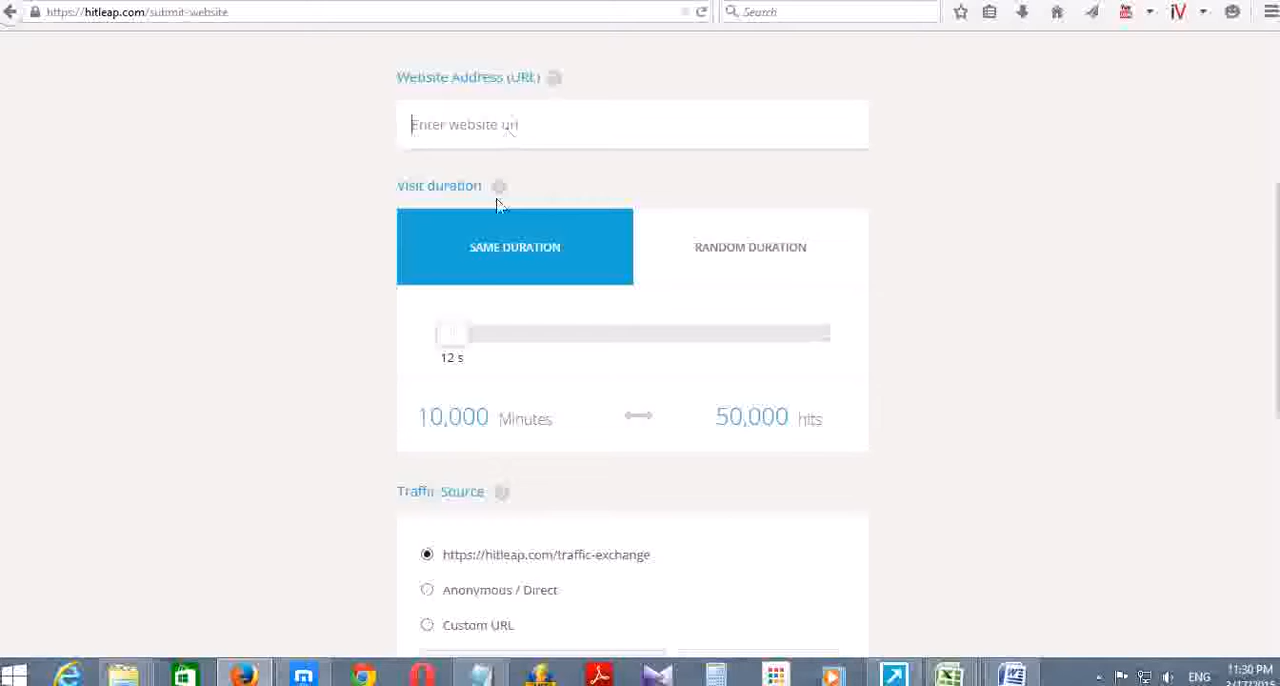 https://hitleap.com/submit-website
Search
Website Address (URL)
Enter website url
Visit duration
SAME DURATION
RANDOM DURATION
12 s
10,000 Minutes
50,000 hits
Traffic Source
https://hitleap.com/traffic-exchange
Anonymous / Direct
Custom URL
ENG
11:30 PM